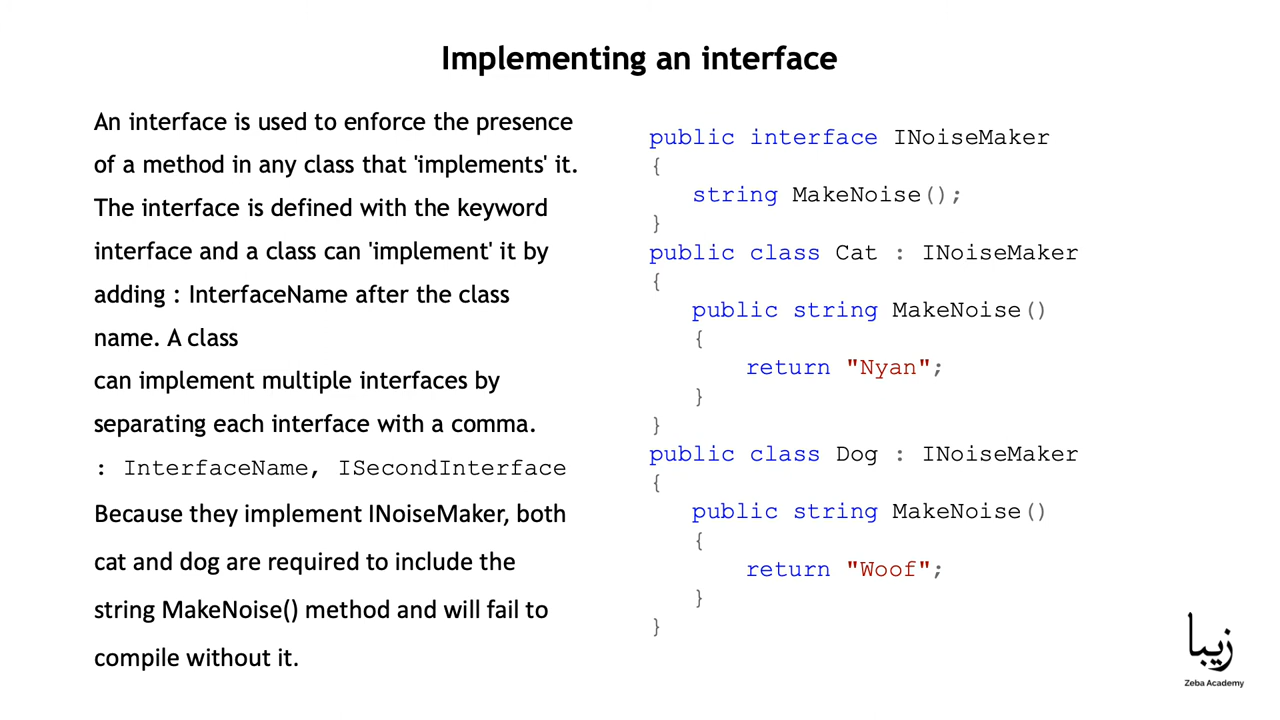 Implementing an interface
An interface is used to enforce the presence
of a method in any class that 'implements' it.
The interface is defined with the keyword
interface and a class can 'implement' it by
adding : InterfaceName after the class
name. A class
can implement multiple interfaces by
separating each interface with a comma.
: InterfaceName, ISecondInterface
Because they implement INoiseMaker, both
cat and dog are required to include the
string MakeNoise() method and will fail to
compile without it.
public interface INoiseMaker
{
string MakeNoise();
}
public class Cat : INoiseMaker
{
public string MakeNoise()
{
return "Nyan";
}
}
public class Dog : INoiseMaker
{
public string MakeNoise()
{
return "Woof";
}
}
زيبا
Zeba Academy